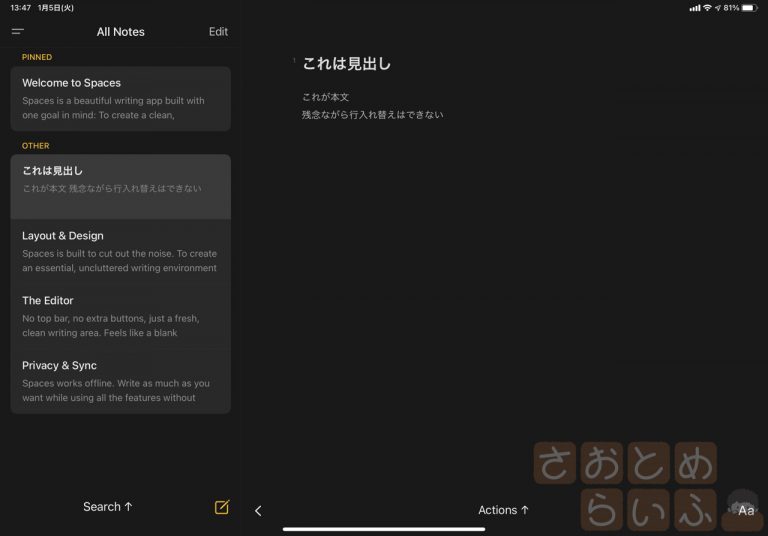 13:47 1月5日(火)
81%
All Notes
Edit
PINNED
Welcome to Spaces
Spaces is a beautiful writing app built with
one goal in mind: To create a clean,
OTHER
これは見出し
これが本文 残念ながら行入れ替えはできない
Layout & Design
Spaces is built to cut out the noise. To create
an essential, uncluttered writing environment
The Editor
No top bar, no extra buttons, just a fresh,
clean writing area. Feels like a blank
Privacy & Sync
Spaces works offline. Write as much as you
want while using all the features without
Search ↑
1 これは見出し
これが本文
残念ながら行入れ替えはできない
Actions ↑
Aa
さおとめ
らいふ